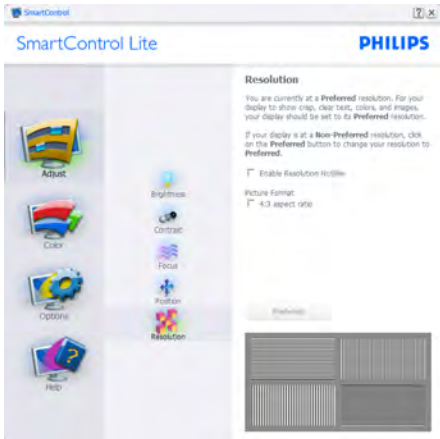 SmartControl
SmartControl Lite
PHILIPS
Adjust
Color
Options
Help
Brightness
Contrast
Focus
Position
Resolution
Resolution
You are currently at a Preferred resolution. For your
display to show crisp, clear text, colors, and images,
your display should be set to its Preferred resolution.
If your display is at a Non-Preferred resolution, click
on the Preferred button to change your resolution to
Preferred.
Enable Resolution Notifier
Picture Format
4:3 aspect ratio
Preferred